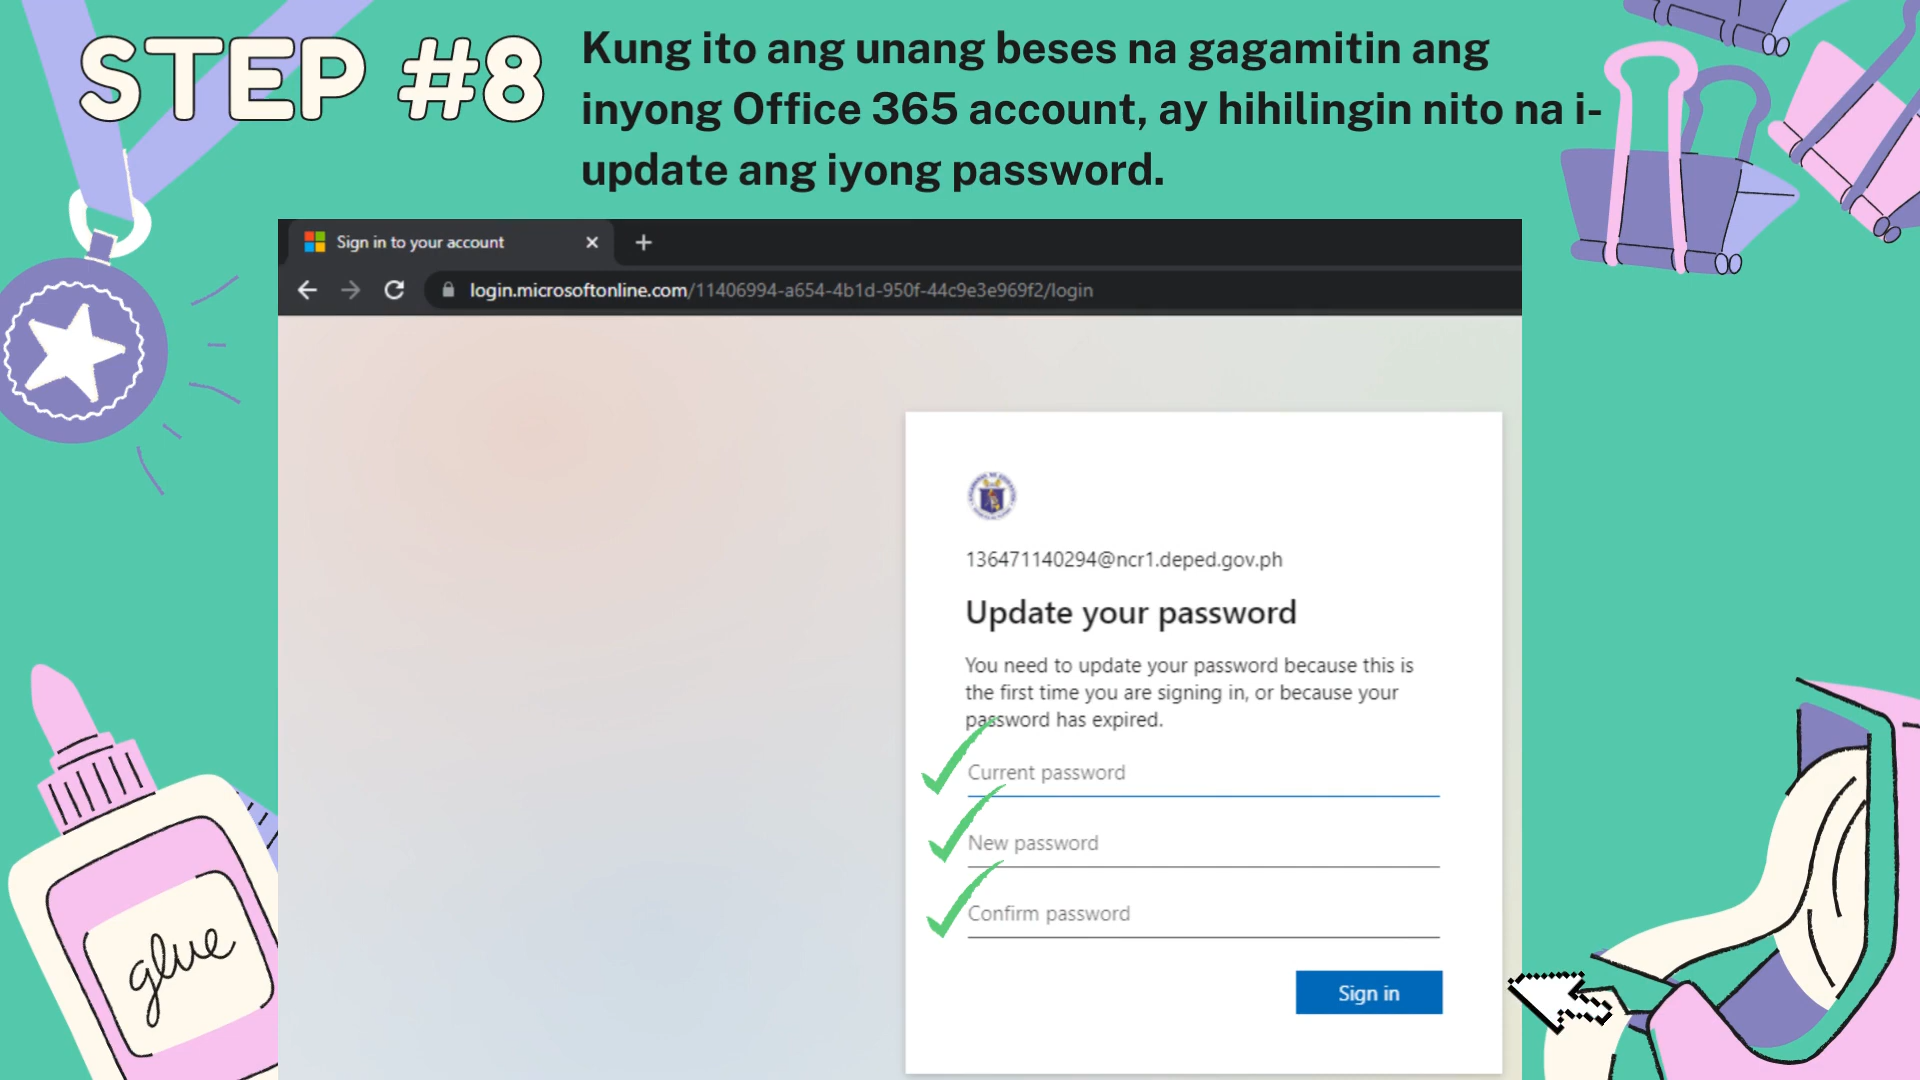 STEP #8
Kung ito ang unang beses na gagamitin ang
inyong Office 365 account, ay hihilingin nito na i-
update ang iyong password.
Sign in to your account
login.microsoftonline.com/11406994-a654-4b1d-950f-44c9e3e969f2/login
136471140294@ncr1.deped.gov.ph
Update your password
You need to update your password because this is
the first time you are signing in, or because your
password has expired.
Current password
New password
Confirm password
Sign in
glue